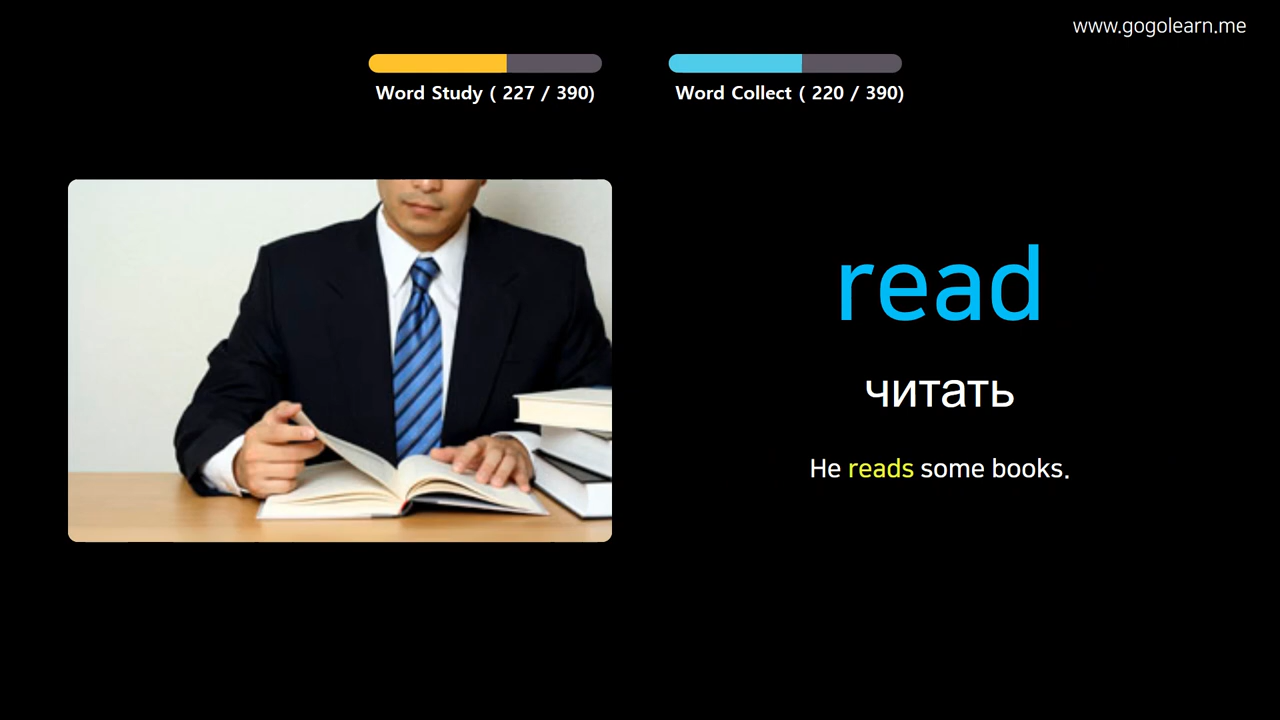 www.gogolearn.me
Word Study ( 227 / 390)
Word Collect ( 220 / 390)
read
читать
He reads some books.